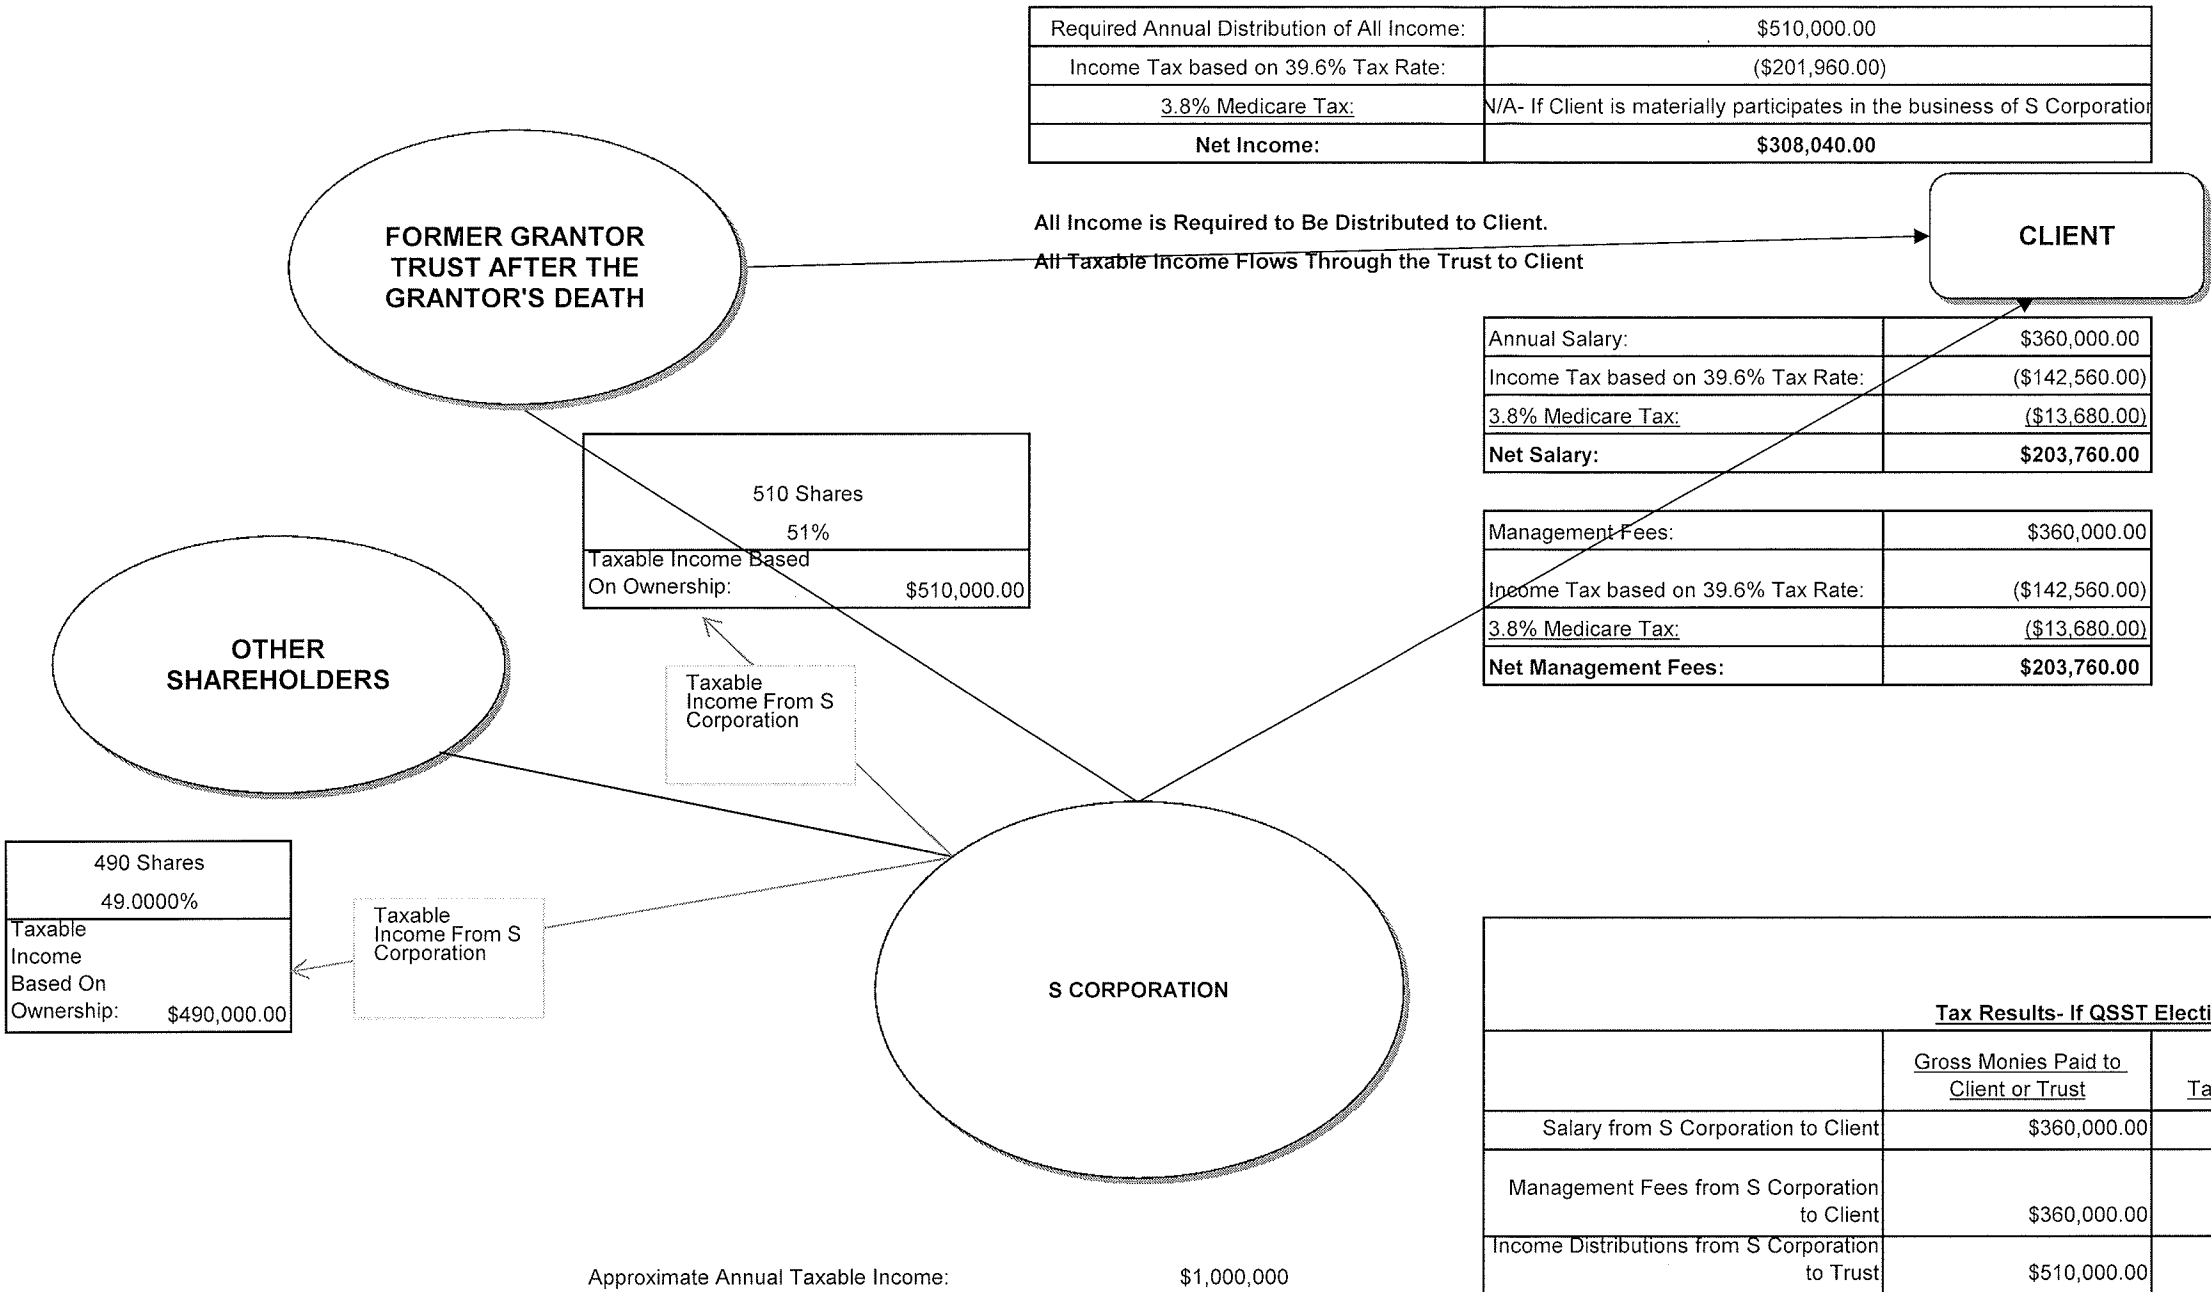 Required Annual Distribution of All Income: $510,000.00
Income Tax based on 39.6% Tax Rate: ($201,960.00)
3.8% Medicare Tax: N/A- If Client is materially participates in the business of S Corporation
Net Income: $308,040.00
FORMER GRANTOR
TRUST AFTER THE
GRANTOR'S DEATH
All Income is Required to Be Distributed to Client.
All Taxable Income Flows Through the Trust to Client
CLIENT
Annual Salary: $360,000.00
Income Tax based on 39.6% Tax Rate: ($142,560.00)
3.8% Medicare Tax: ($13,680.00)
Net Salary: $203,760.00
510 Shares
51%
Taxable Income Based
On Ownership: $510,000.00
Management Fees: $360,000.00
Income Tax based on 39.6% Tax Rate: ($142,560.00)
3.8% Medicare Tax: ($13,680.00)
Net Management Fees: $203,760.00
OTHER
SHAREHOLDERS
Taxable
Income From S
Corporation
490 Shares
49.0000%
Taxable
Income
Based On
Ownership: $490,000.00
Taxable
Income From S
Corporation
S CORPORATION
Tax Results- If QSST Electi
Gross Monies Paid to
Client or Trust
Ta
Salary from S Corporation to Client $360,000.00
Management Fees from S Corporation
to Client $360,000.00
Income Distributions from S Corporation
to Trust $510,000.00
Approximate Annual Taxable Income: $1,000,000